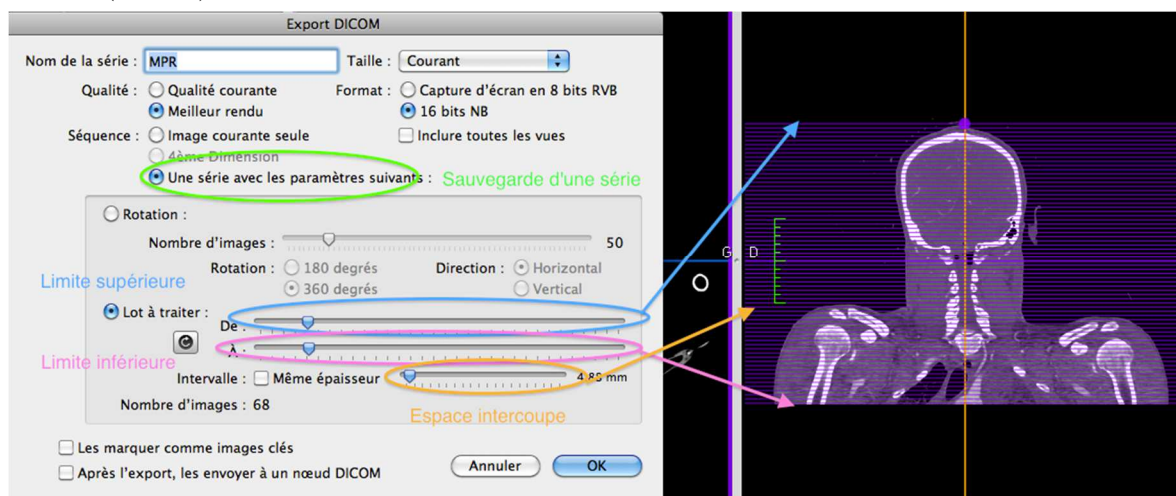 Export DICOM
Nom de la série : MPR Taille : Courant
Qualité : Qualité courante Format : Capture d'écran en 8 bits RVB
Meilleur rendu 16 bits NB
Séquence : Image courante seule Inclure toutes les vues
4ème Dimension
Une série avec les paramètres suivants : Sauvegarde d'une série
Rotation :
Nombre d'images : 50
Rotation : 180 degrés Direction : Horizontal
Limite supérieure
360 degrés Vertical
Lot à traiter :
De :
À :
Limite inférieure
Intervalle : Même épaisseur 4.88 mm
Nombre d'images : 68
Espace intercoupe
Les marquer comme images clés
Après l'export, les envoyer à un nœud DICOM
Annuler OK
G D